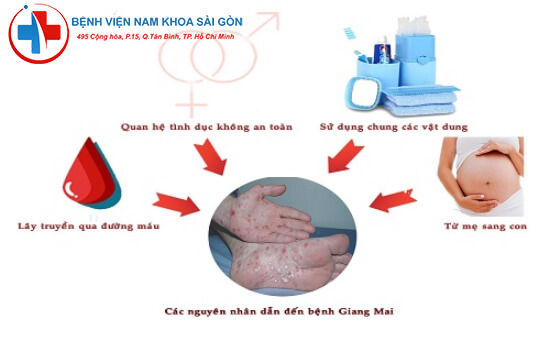 BỆNH VIỆN NAM KHOA SÀI GÒN
495 Cộng hòa, P.15, Q.Tân Bình, TP. Hồ Chí Minh
Quan hệ tình dục không an toàn
Sử dụng chung các vật dung
Lây truyền qua đường máu
Từ mẹ sang con
Các nguyên nhân dẫn đến bệnh Giang Mai